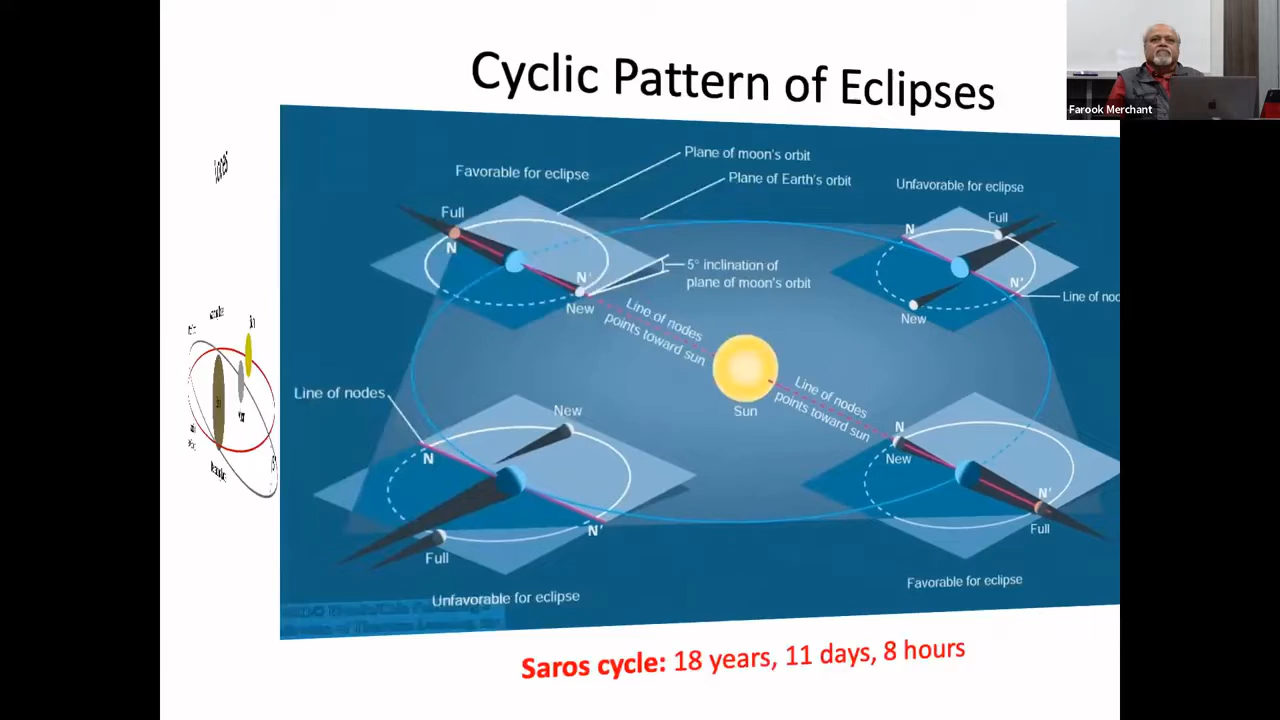 Cyclic Pattern of Eclipses
Farook Merchant
Plane of moon's orbit
Favorable for eclipse
Plane of Earth's orbit
Unfavorable for eclipse
Full
Full
N
N
N'
5° inclination of
plane of moon's orbit
N'
Line of
New
New
Line of nodes
points toward sun
Line of nodes
Line of nodes
points toward sun
Sun
New
N
N
New
N'
N'
Full
Full
Favorable for eclipse
Unfavorable for eclipse
Saros cycle: 18 years, 11 days, 8 hours